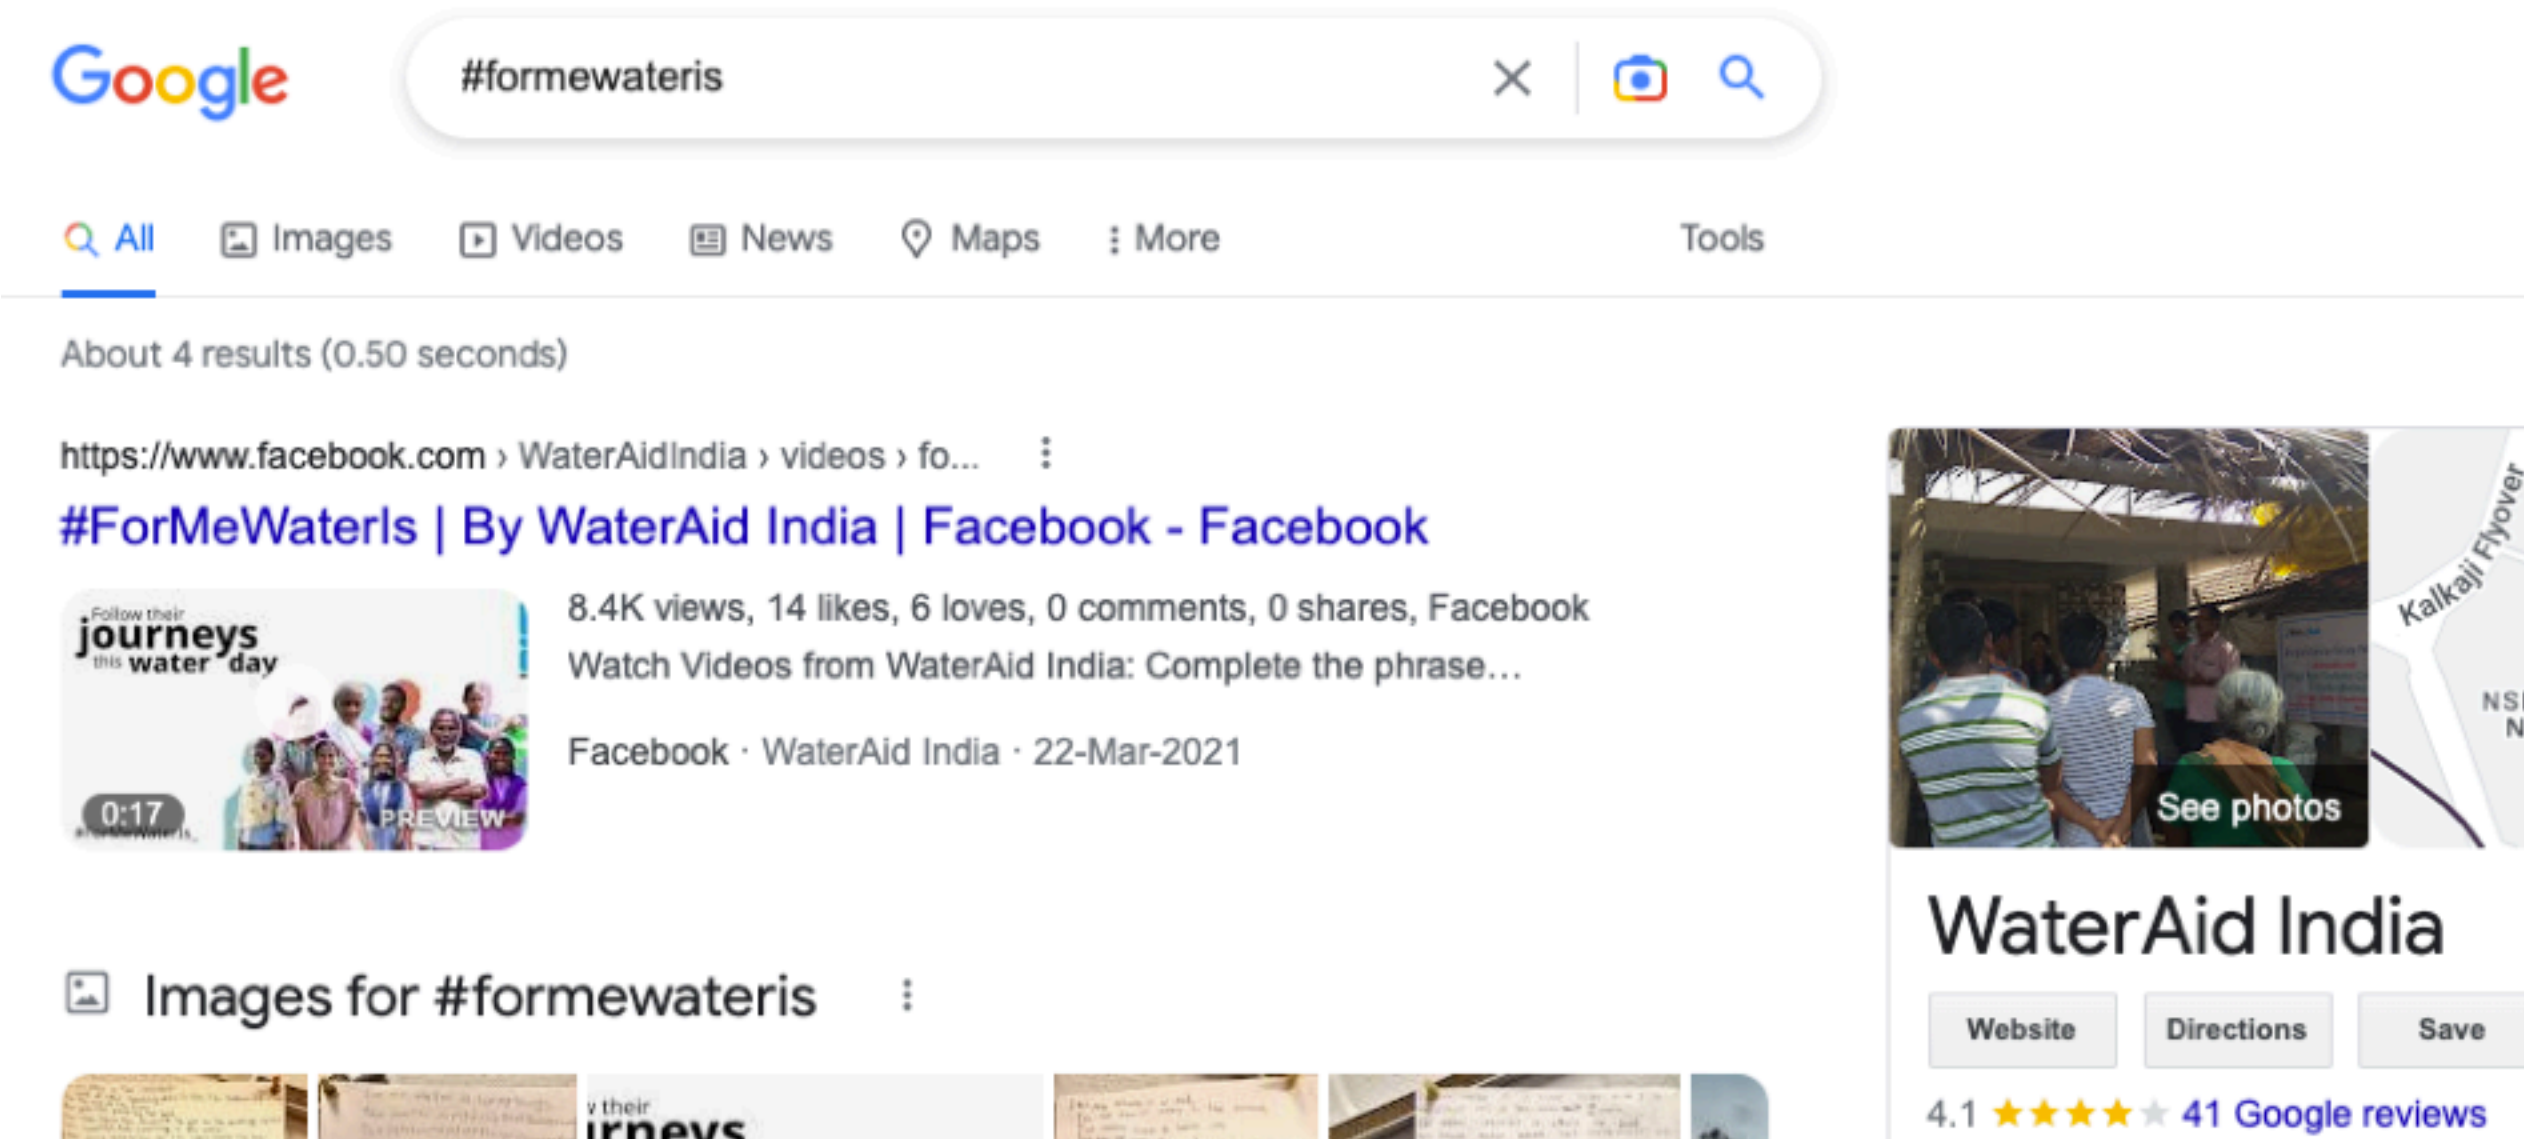 Google
#formewateris
All Images Videos News Maps More Tools
About 4 results (0.50 seconds)
https://www.facebook.com › WaterAidIndia › videos › fo...
#ForMeWaterIs | By WaterAid India | Facebook - Facebook
Follow their
journeys
this water day
0:17
PREVIEW
8.4K views, 14 likes, 6 loves, 0 comments, 0 shares, Facebook
Watch Videos from WaterAid India: Complete the phrase...
Facebook · WaterAid India · 22-Mar-2021
Images for #formewateris
their
journeys
Kalkaji Flyover
See photos
WaterAid India
Website Directions Save
4.1 41 Google reviews